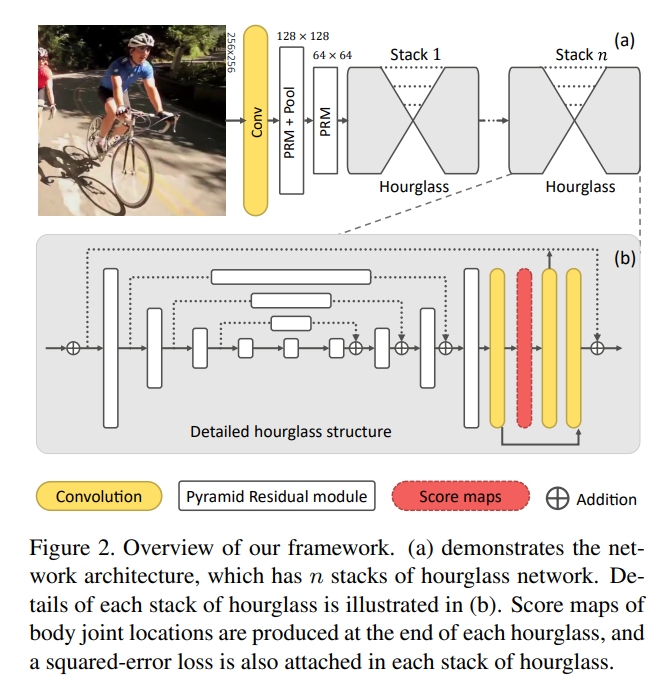 256x256
128 × 128
64 × 64
Conv
PRM + Pool
PRM
Stack 1
Stack n
(a)
Hourglass
Hourglass
(b)
Detailed hourglass structure
Convolution
Pyramid Residual module
Score maps
Addition
Figure 2. Overview of our framework. (a) demonstrates the net-
work architecture, which has n stacks of hourglass network. De-
tails of each stack of hourglass is illustrated in (b). Score maps of
body joint locations are produced at the end of each hourglass, and
a squared-error loss is also attached in each stack of hourglass.